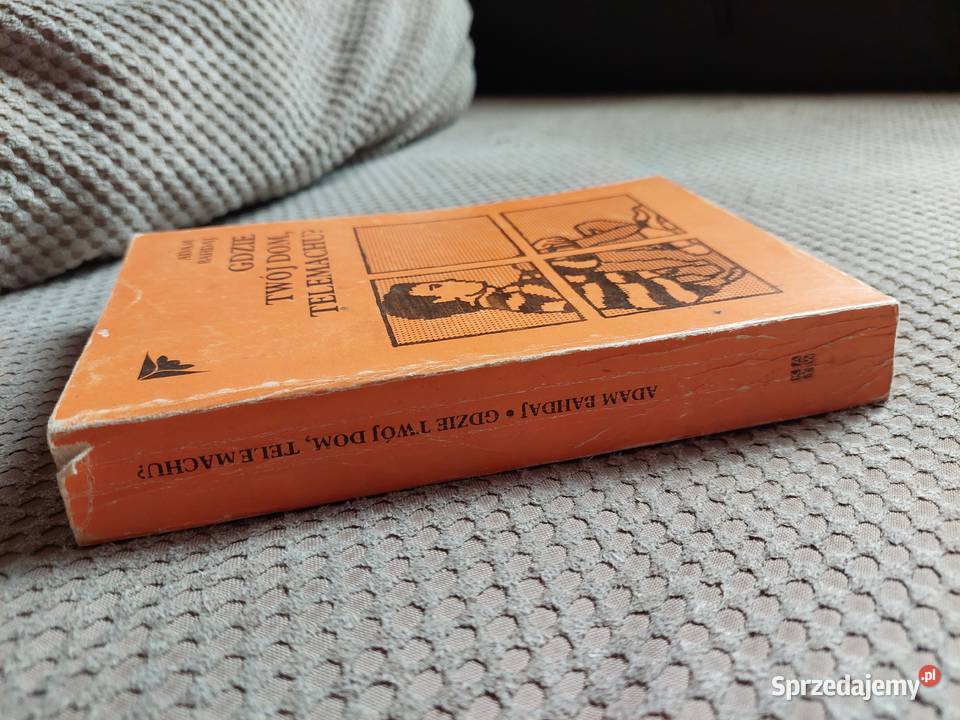 ADAM
BAHDAJ
GDZIE
TWÓJ DOM,
TELEMACHU?
ADAM BAHDAJ • GDZIE TWÓJ DOM, TELEMACHU?
Sprzedajemy.pl